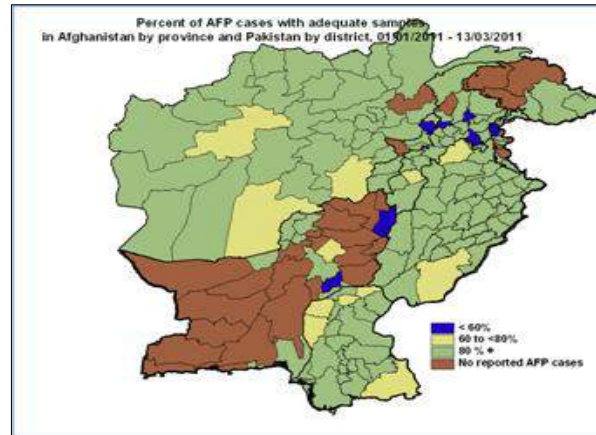 Percent of AFP cases with adequate samples
in Afghanistan by province and Pakistan by district, 01/01/2011 - 13/03/2011
< 60%
60 to <80%
80 % +
No reported AFP cases